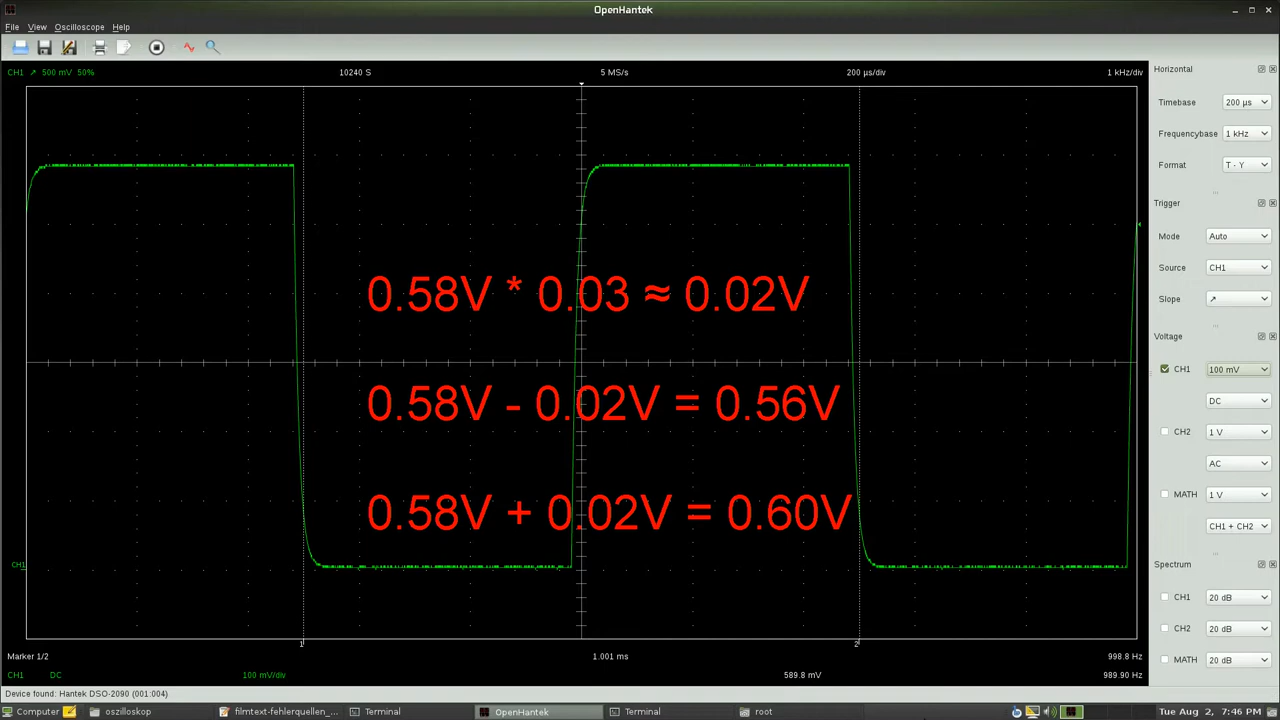 OpenHantek
File View Oscilloscope Help
CH1 ↗ 500 mV 50% 10240 S 5 MS/s 200 µs/div 1 kHz/div
Horizontal
Timebase 200 µs
Frequencybase 1 kHz
Format T - Y
Trigger
Mode Auto
Source CH1
Slope ↗
Voltage
CH1 100 mV
DC
CH2 1 V
AC
MATH 1 V
CH1 + CH2
Spectrum
CH1 20 dB
CH2 20 dB
MATH 20 dB
0.58V * 0.03 ≈ 0.02V
0.58V - 0.02V = 0.56V
0.58V + 0.02V = 0.60V
CH1
1 2
Marker 1/2 1.001 ms 998.8 Hz
CH1 DC 100 mV/div 589.8 mV 989.90 Hz
Device found: Hantek DSO-2090 (001:004)
Computer oszilloskop filmtext-fehlerquellen_... Terminal OpenHantek Terminal root Tue Aug 2, 7:46 PM